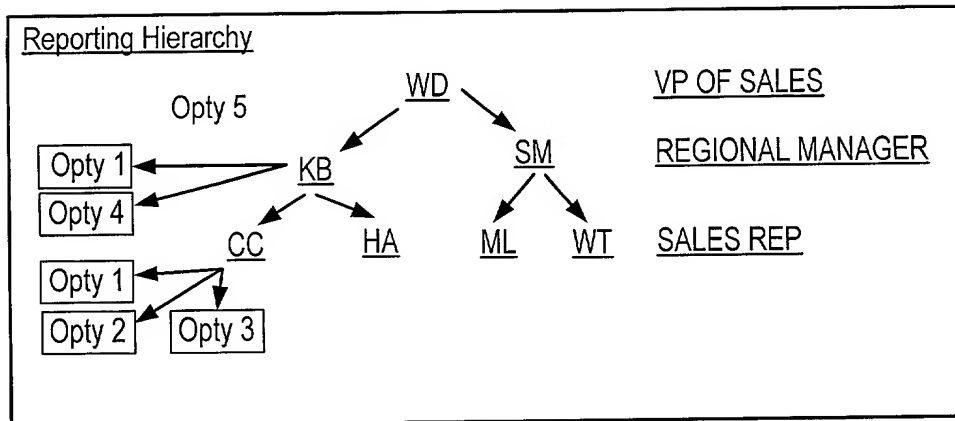 Reporting Hierarchy
WD VP OF SALES
Opty 5
Opty 1 KB SM REGIONAL MANAGER
Opty 4
CC HA ML WT SALES REP
Opty 1
Opty 2 Opty 3